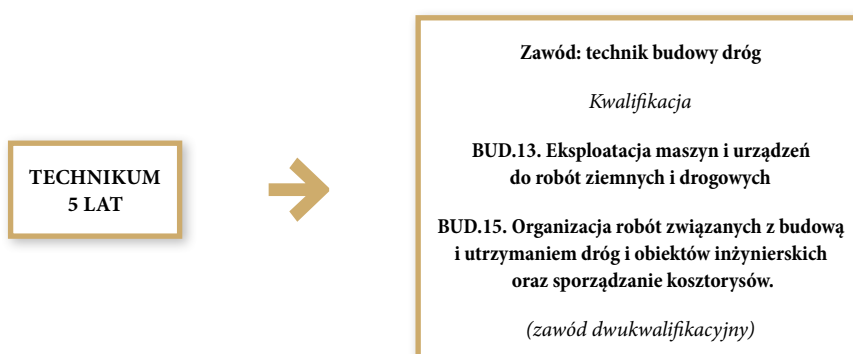 TECHNIKUM
5 LAT
Zawód: technik budowy dróg
Kwalifikacja
BUD.13. Eksploatacja maszyn i urządzeń
do robót ziemnych i drogowych
BUD.15. Organizacja robót związanych z budową
i utrzymaniem dróg i obiektów inżynierskich
oraz sporządzanie kosztorysów.
(zawód dwukwalifikacyjny)